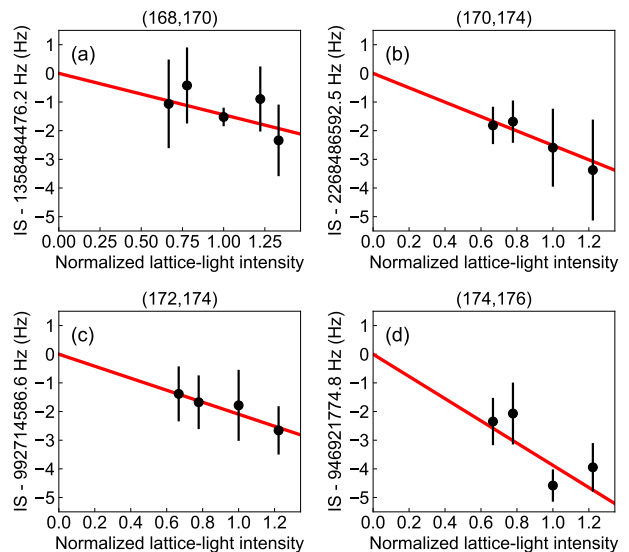 (168,170)
(a)
IS - 1358484476.2 Hz (Hz)
1
0
−1
−2
−3
−4
−5
0.00 0.25 0.50 0.75 1.00 1.25
Normalized lattice-light intensity
(170,174)
(b)
IS - 2268486592.5 Hz (Hz)
1
0
−1
−2
−3
−4
−5
0.0 0.2 0.4 0.6 0.8 1.0 1.2
Normalized lattice-light intensity
(172,174)
(c)
IS - 992714586.6 Hz (Hz)
1
0
−1
−2
−3
−4
−5
0.0 0.2 0.4 0.6 0.8 1.0 1.2
Normalized lattice-light intensity
(174,176)
(d)
IS - 946921774.8 Hz (Hz)
1
0
−1
−2
−3
−4
−5
0.0 0.2 0.4 0.6 0.8 1.0 1.2
Normalized lattice-light intensity